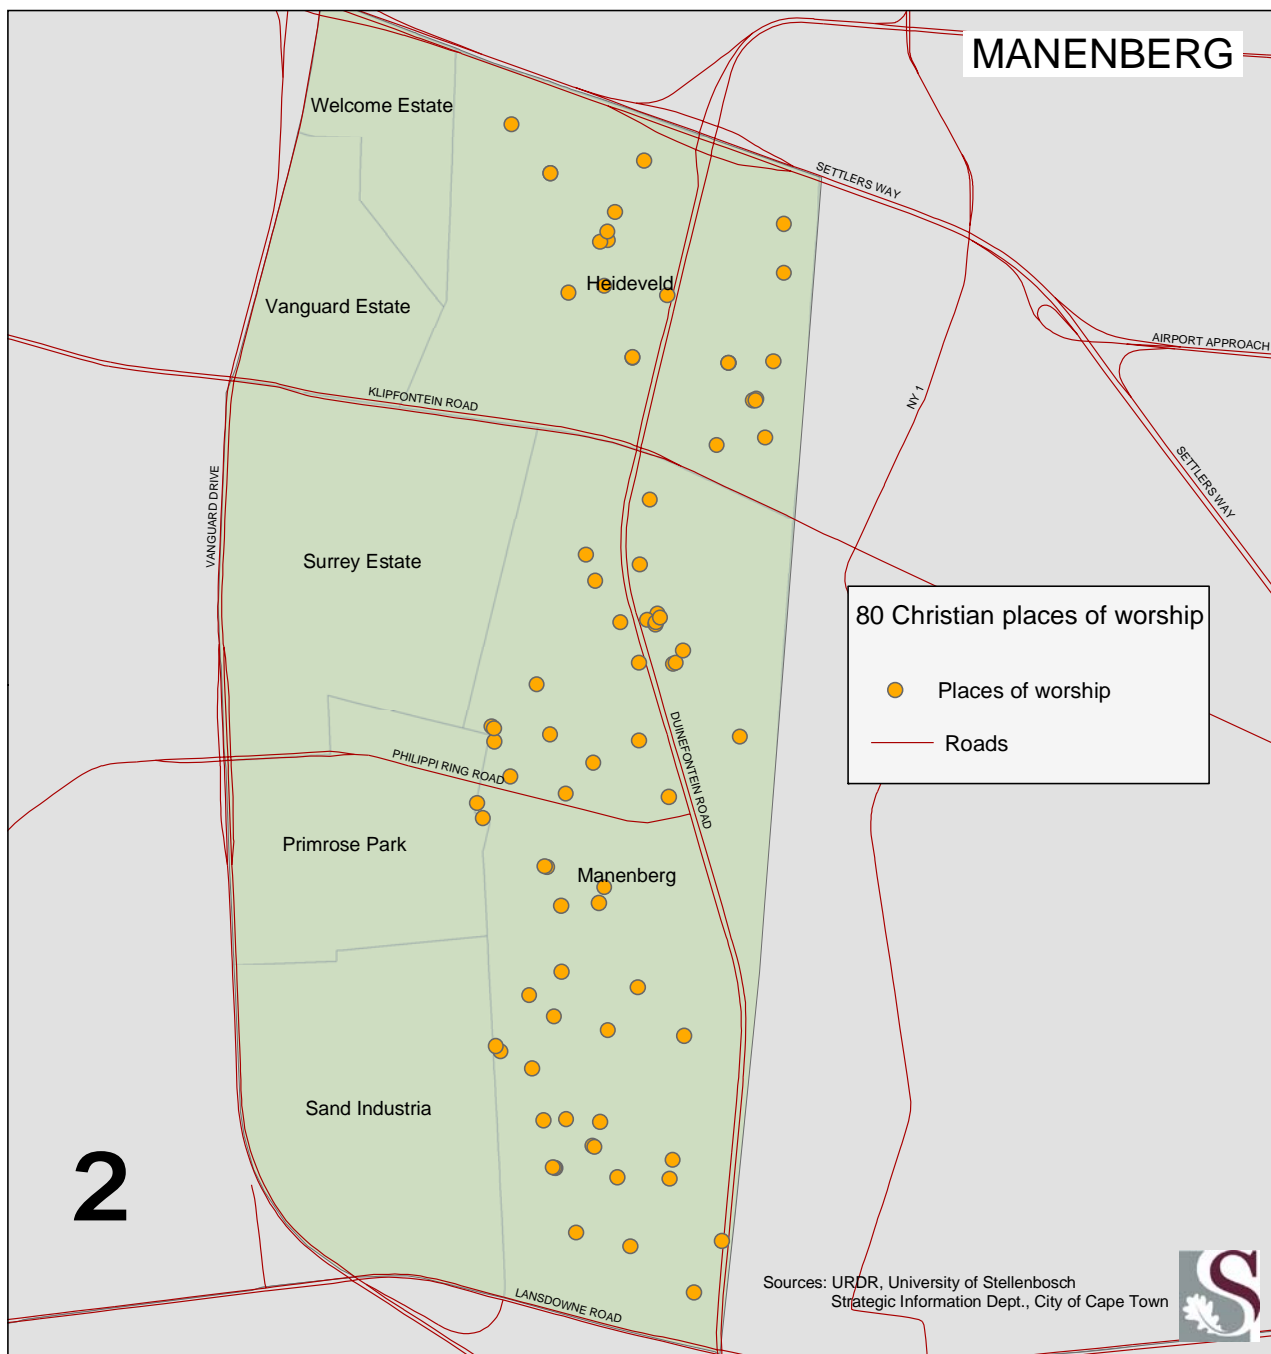 MANENBERG
Welcome Estate
SETTLERS WAY
Heideveld
Vanguard Estate
AIRPORT APPROACH
KLIPFONTEIN ROAD
NY 1
SETTLERS WAY
VANGUARD DRIVE
Surrey Estate
80 Christian places of worship
Places of worship
Roads
DUINEFONTEIN ROAD
PHILIPPI RING ROAD
Primrose Park
Manenberg
Sand Industria
2
LANSDOWNE ROAD
Sources: URDR, University of Stellenbosch
Strategic Information Dept., City of Cape Town
S